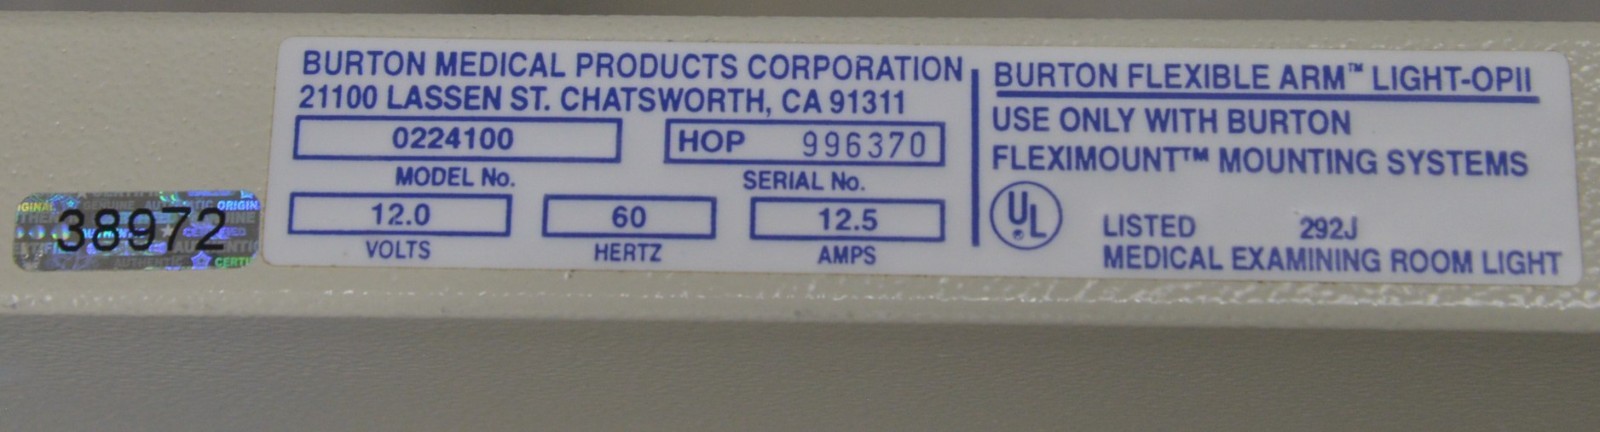 BURTON MEDICAL PRODUCTS CORPORATION
21100 LASSEN ST. CHATSWORTH, CA 91311
0224100
MODEL No.
HOP 996370
SERIAL No.
12.0
VOLTS
60
HERTZ
12.5
AMPS
BURTON FLEXIBLE ARM™ LIGHT-OPII
USE ONLY WITH BURTON
FLEXIMOUNT™ MOUNTING SYSTEMS
UL
LISTED 292J
MEDICAL EXAMINING ROOM LIGHT
38972